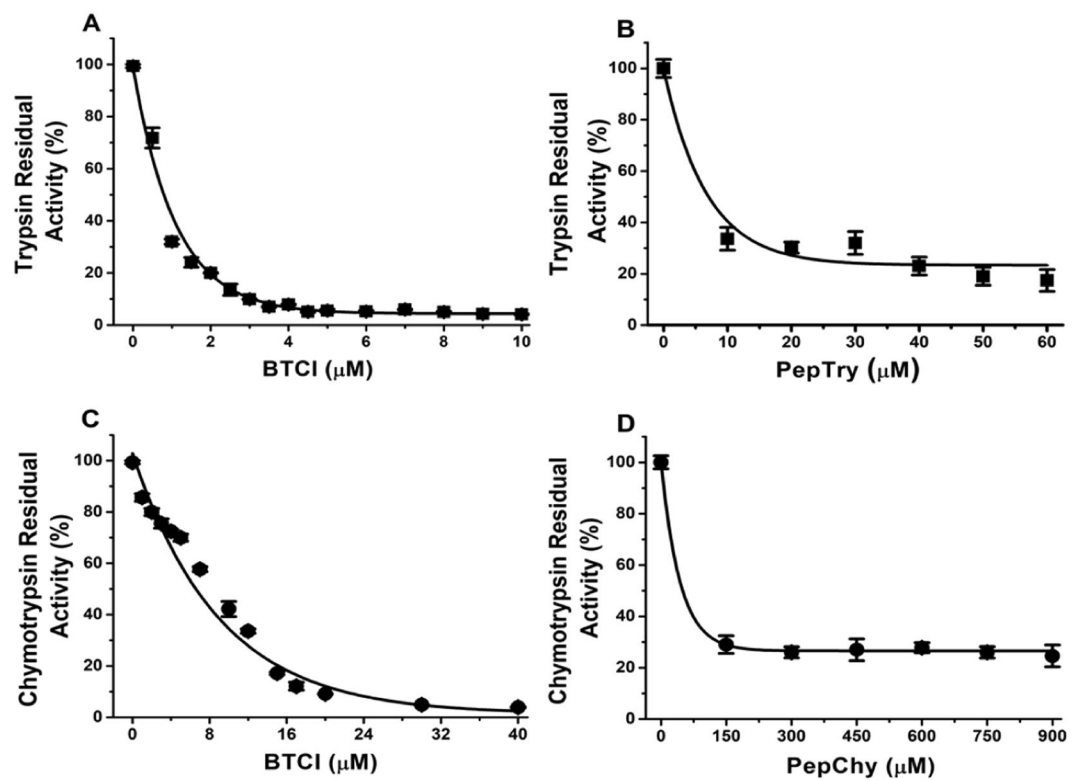 A
Trypsin Residual
Activity (%)
100
80
60
40
20
0
0 2 4 6 8 10
BTCI (μM)
B
Trypsin Residual
Activity (%)
100
80
60
40
20
0
0 10 20 30 40 50 60
PepTry (μM)
C
Chymotrypsin Residual
Activity (%)
100
80
60
40
20
0
0 8 16 24 32 40
BTCI (μM)
D
Chymotrypsin Residual
Activity (%)
100
80
60
40
20
0
0 150 300 450 600 750 900
PepChy (μM)